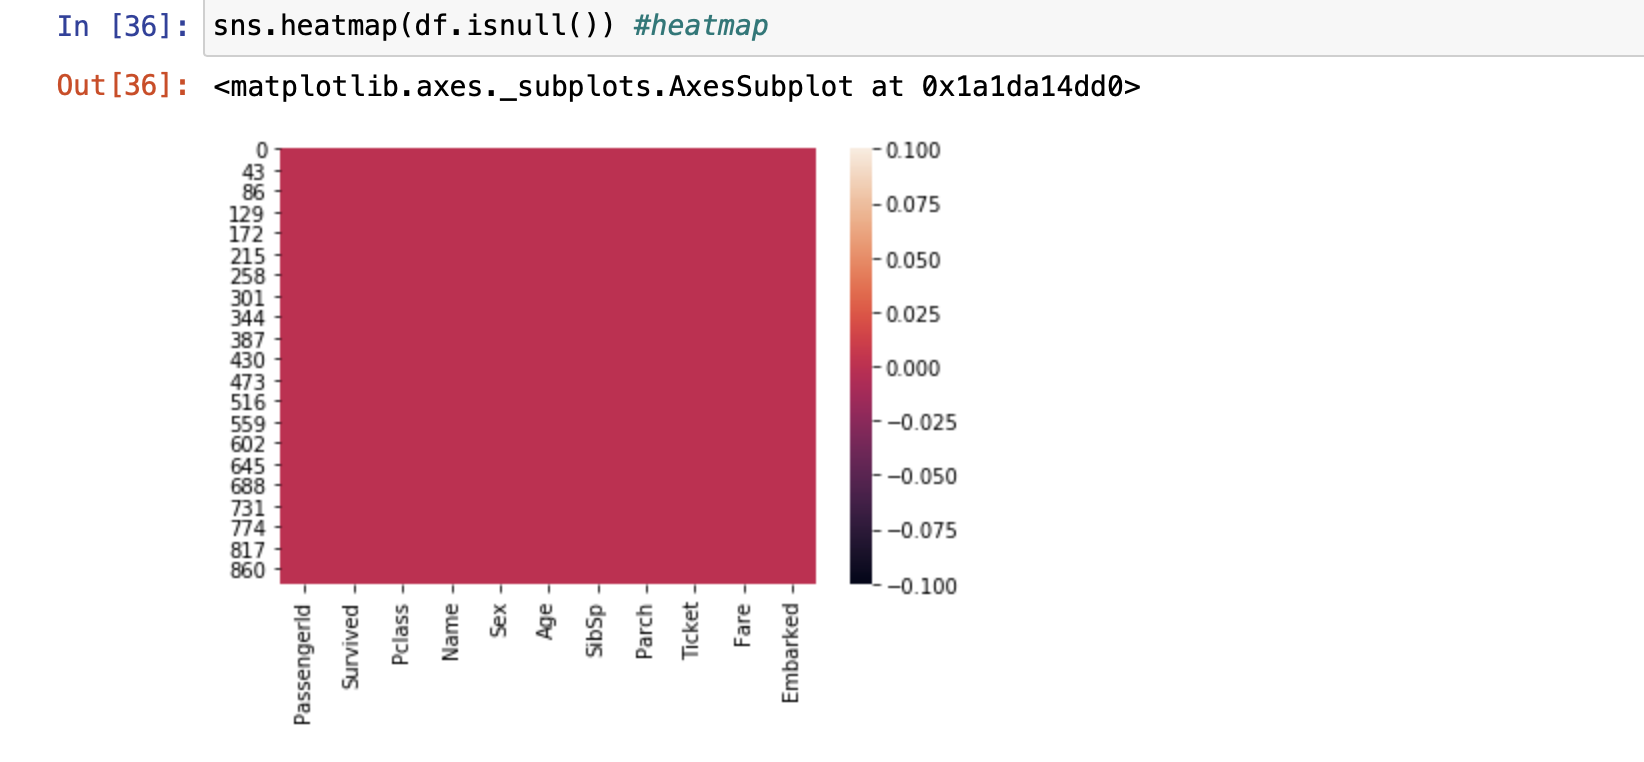 In [36]: sns.heatmap(df.isnull()) #heatmap
Out[36]: <matplotlib.axes._subplots.AxesSubplot at 0x1a1da14dd0>
0
43
86
129
172
215
258
301
344
387
430
473
516
559
602
645
688
731
774
817
860
PassengerId
Survived
Pclass
Name
Sex
Age
SibSp
Parch
Ticket
Fare
Embarked
0.100
0.075
0.050
0.025
0.000
−0.025
−0.050
−0.075
−0.100